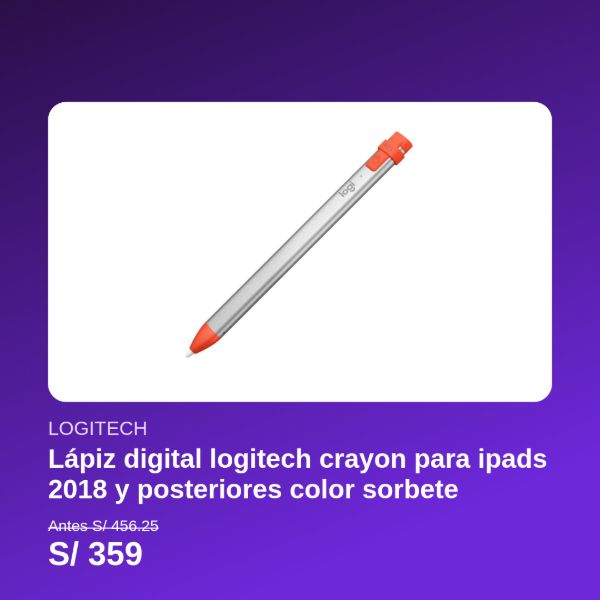 logi
LOGITECH
Lápiz digital logitech crayon para ipads
2018 y posteriores color sorbete
Antes S/ 456.25
S/ 359